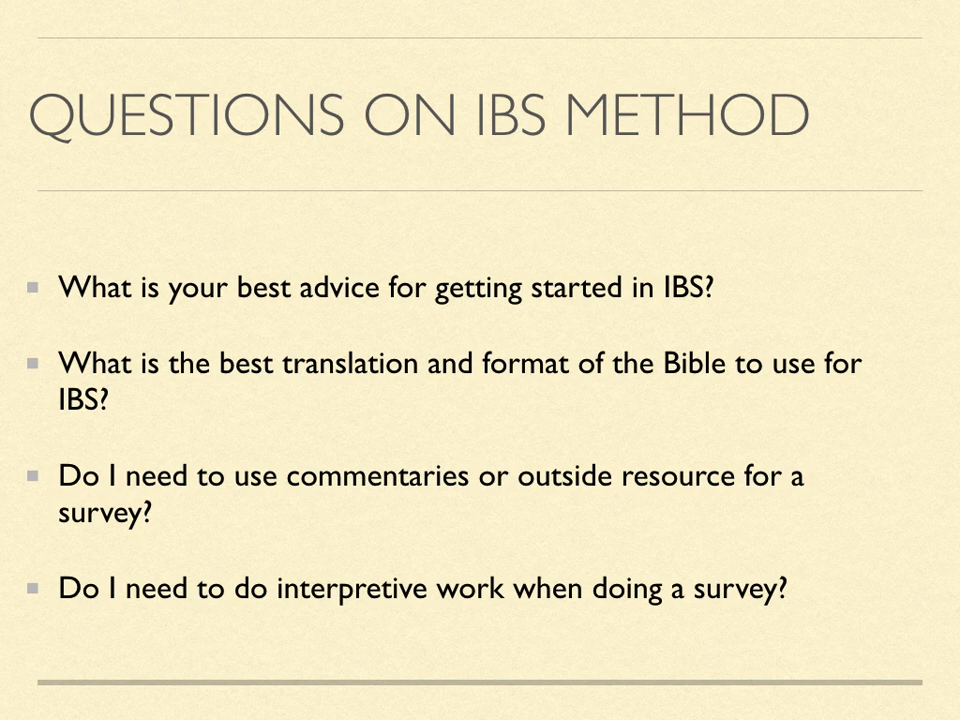 QUESTIONS ON IBS METHOD
What is your best advice for getting started in IBS?
What is the best translation and format of the Bible to use for
IBS?
Do I need to use commentaries or outside resource for a
survey?
Do I need to do interpretive work when doing a survey?